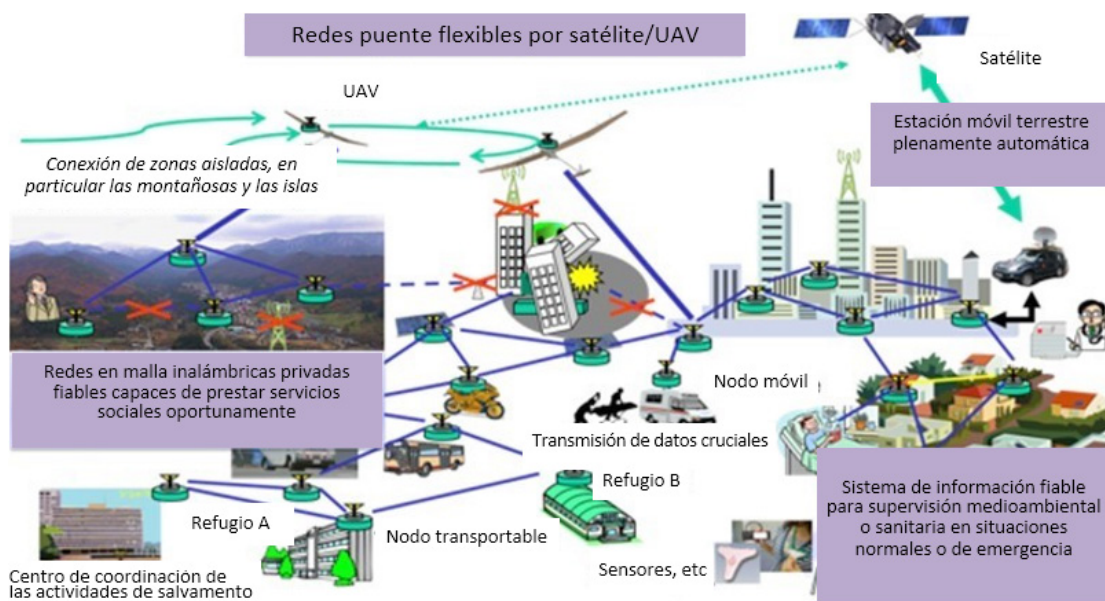 Redes puente flexibles por satélite/UAV
Satélite
UAV
Estación móvil terrestre
plenamente automática
Conexión de zonas aisladas, en
particular las montañosas y las islas
Redes en malla inalámbricas privadas
fiables capaces de prestar servicios
sociales oportunamente
Nodo móvil
Transmisión de datos cruciales
Refugio B
Sistema de información fiable
para supervisión medioambiental
o sanitaria en situaciones
normales o de emergencia
Refugio A
Nodo transportable
Sensores, etc
Centro de coordinación de
las actividades de salvamento